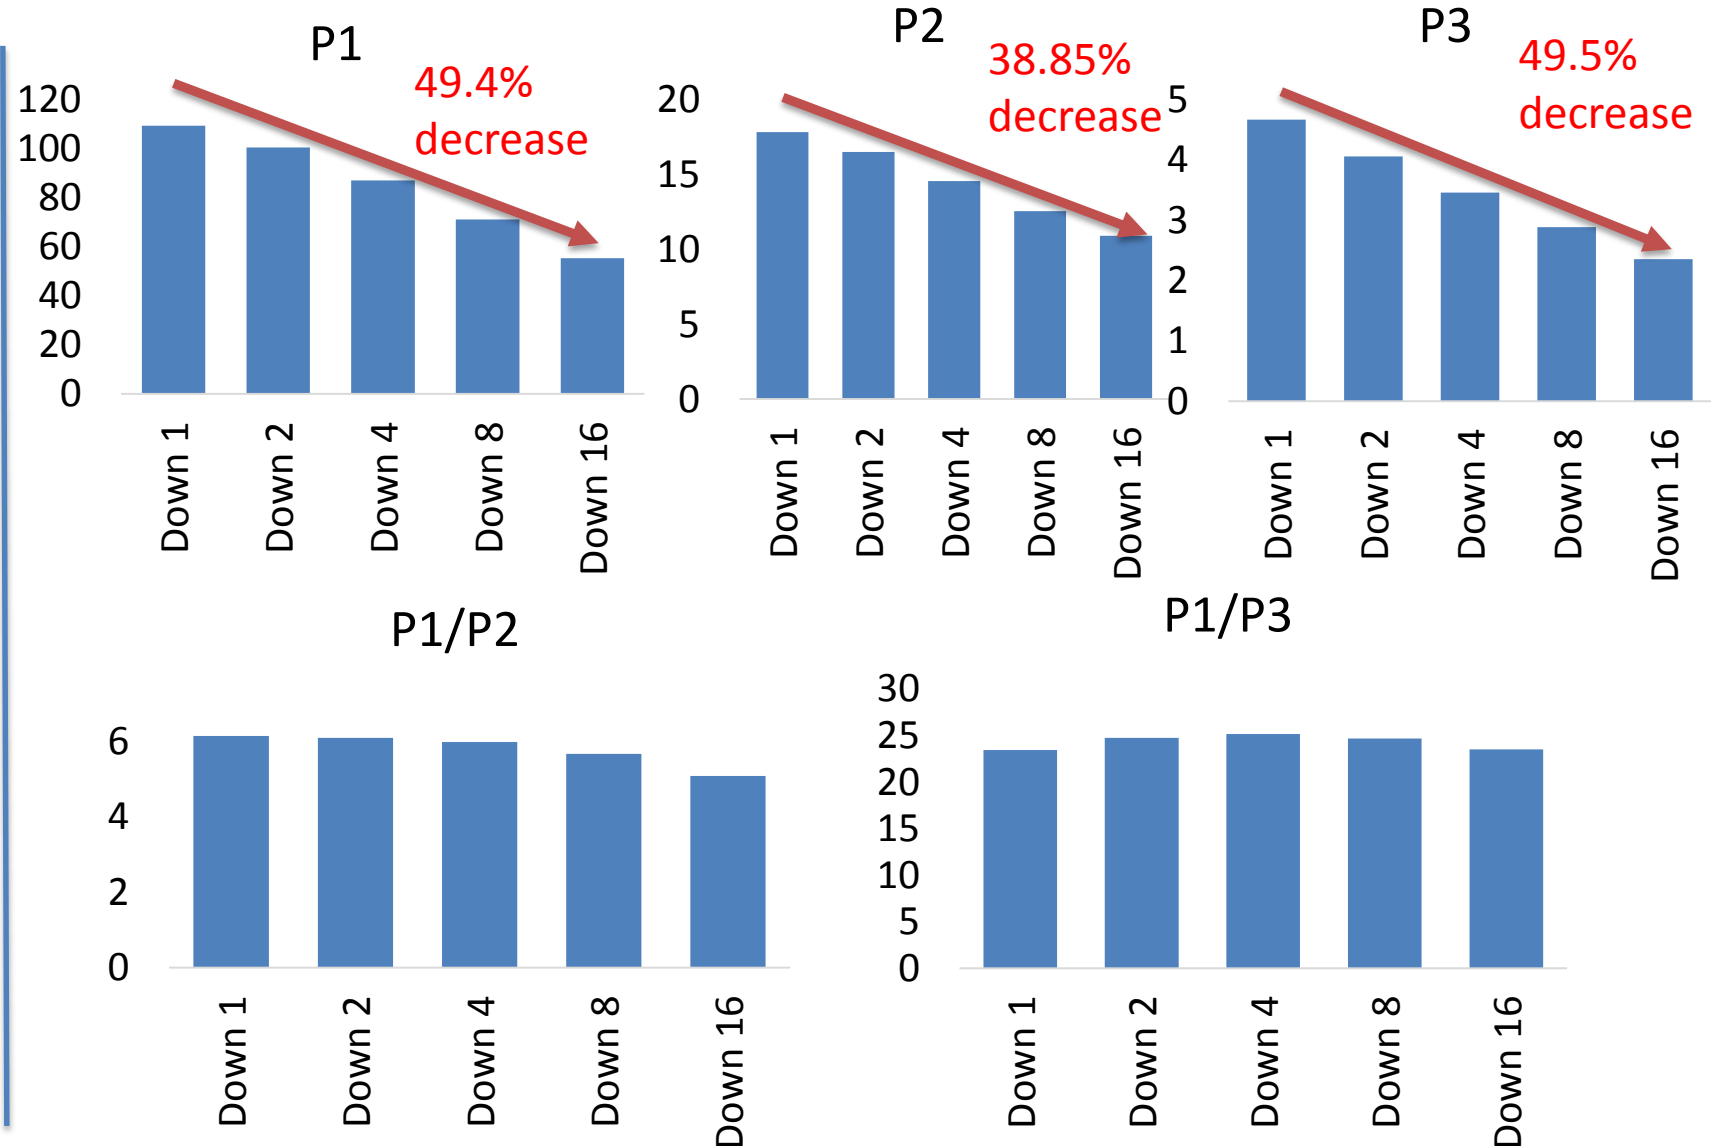 P1
49.4%
decrease
120
100
80
60
40
20
0
Down 1
Down 2
Down 4
Down 8
Down 16
P2
38.85%
decrease
20
15
10
5
0
Down 1
Down 2
Down 4
Down 8
Down 16
P3
49.5%
decrease
5
4
3
2
1
0
Down 1
Down 2
Down 4
Down 8
Down 16
P1/P2
6
4
2
0
Down 1
Down 2
Down 4
Down 8
Down 16
P1/P3
30
25
20
15
10
5
0
Down 1
Down 2
Down 4
Down 8
Down 16